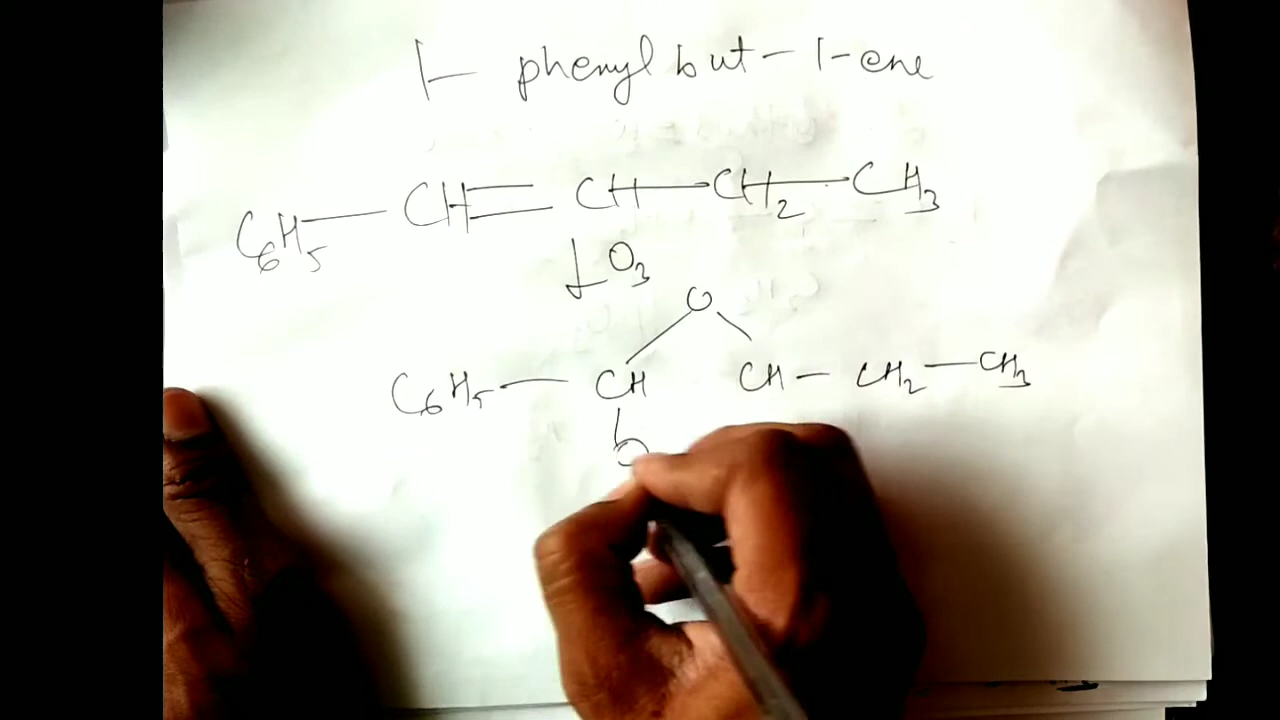 1- phenyl but-1-ene
C6H5—CH=CH—CH2—CH3
↓O3
O
C6H5—CH CH—CH2—CH3
O